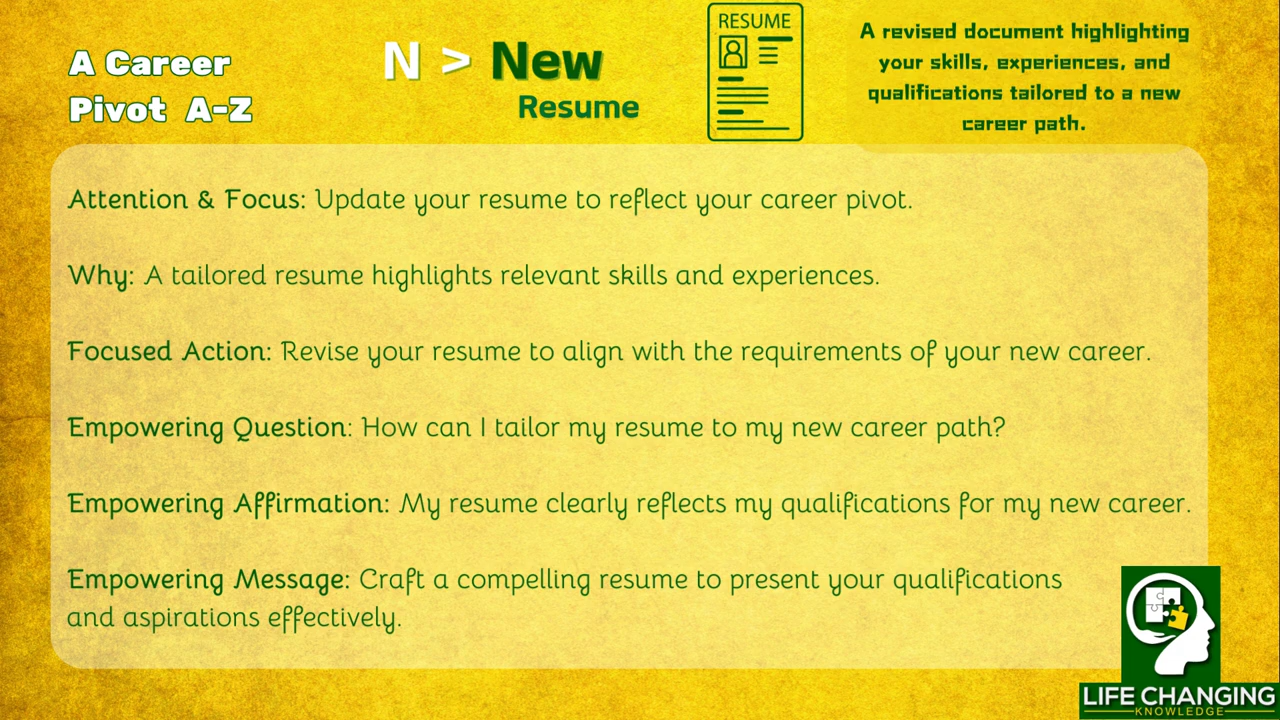 A Career
Pivot A-Z
N > New
Resume
RESUME
A revised document highlighting
your skills, experiences, and
qualifications tailored to a new
career path.
Attention & Focus: Update your resume to reflect your career pivot.
Why: A tailored resume highlights relevant skills and experiences.
Focused Action: Revise your resume to align with the requirements of your new career.
Empowering Question: How can I tailor my resume to my new career path?
Empowering Affirmation: My resume clearly reflects my qualifications for my new career.
Empowering Message: Craft a compelling resume to present your qualifications
and aspirations effectively.
LIFE CHANGING
KNOWLEDGE